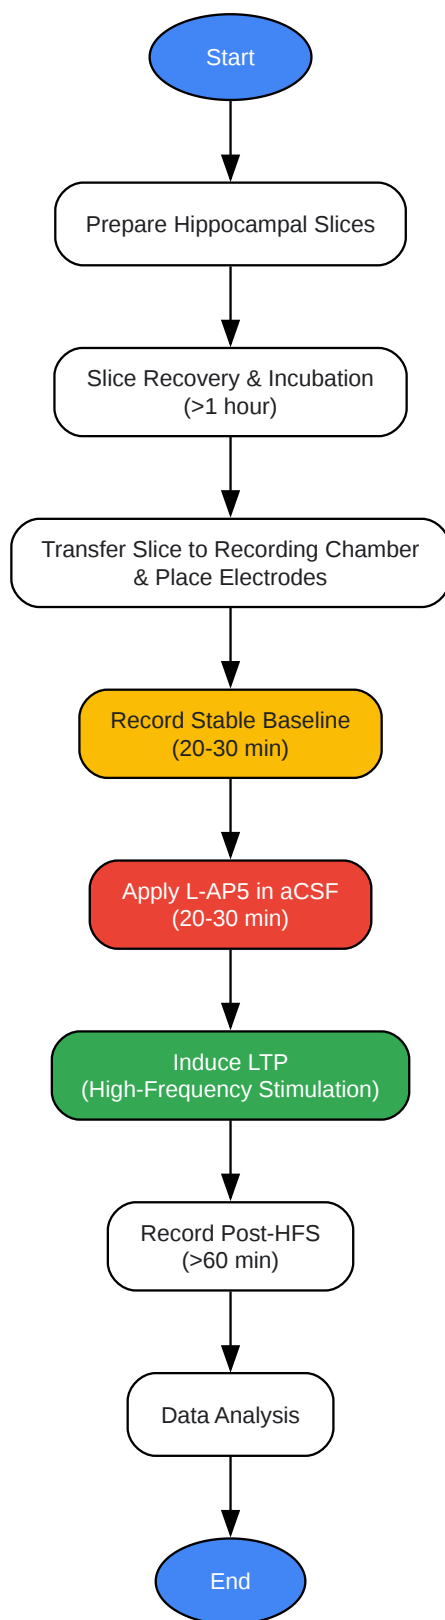 Start
Prepare Hippocampal Slices
Slice Recovery & Incubation
(>1 hour)
Transfer Slice to Recording Chamber
& Place Electrodes
Record Stable Baseline
(20-30 min)
Apply L-AP5 in aCSF
(20-30 min)
Induce LTP
(High-Frequency Stimulation)
Record Post-HFS
(>60 min)
Data Analysis
End